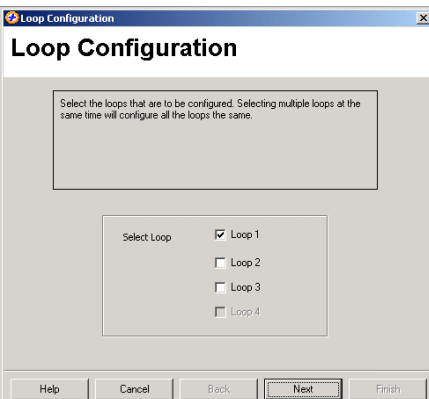 Loop Configuration
Loop Configuration
Select the loops that are to be configured. Selecting multiple loops at the
same time will configure all the loops the same.
Select Loop
Loop 1
Loop 2
Loop 3
Loop 4
Help Cancel Back Next Finish